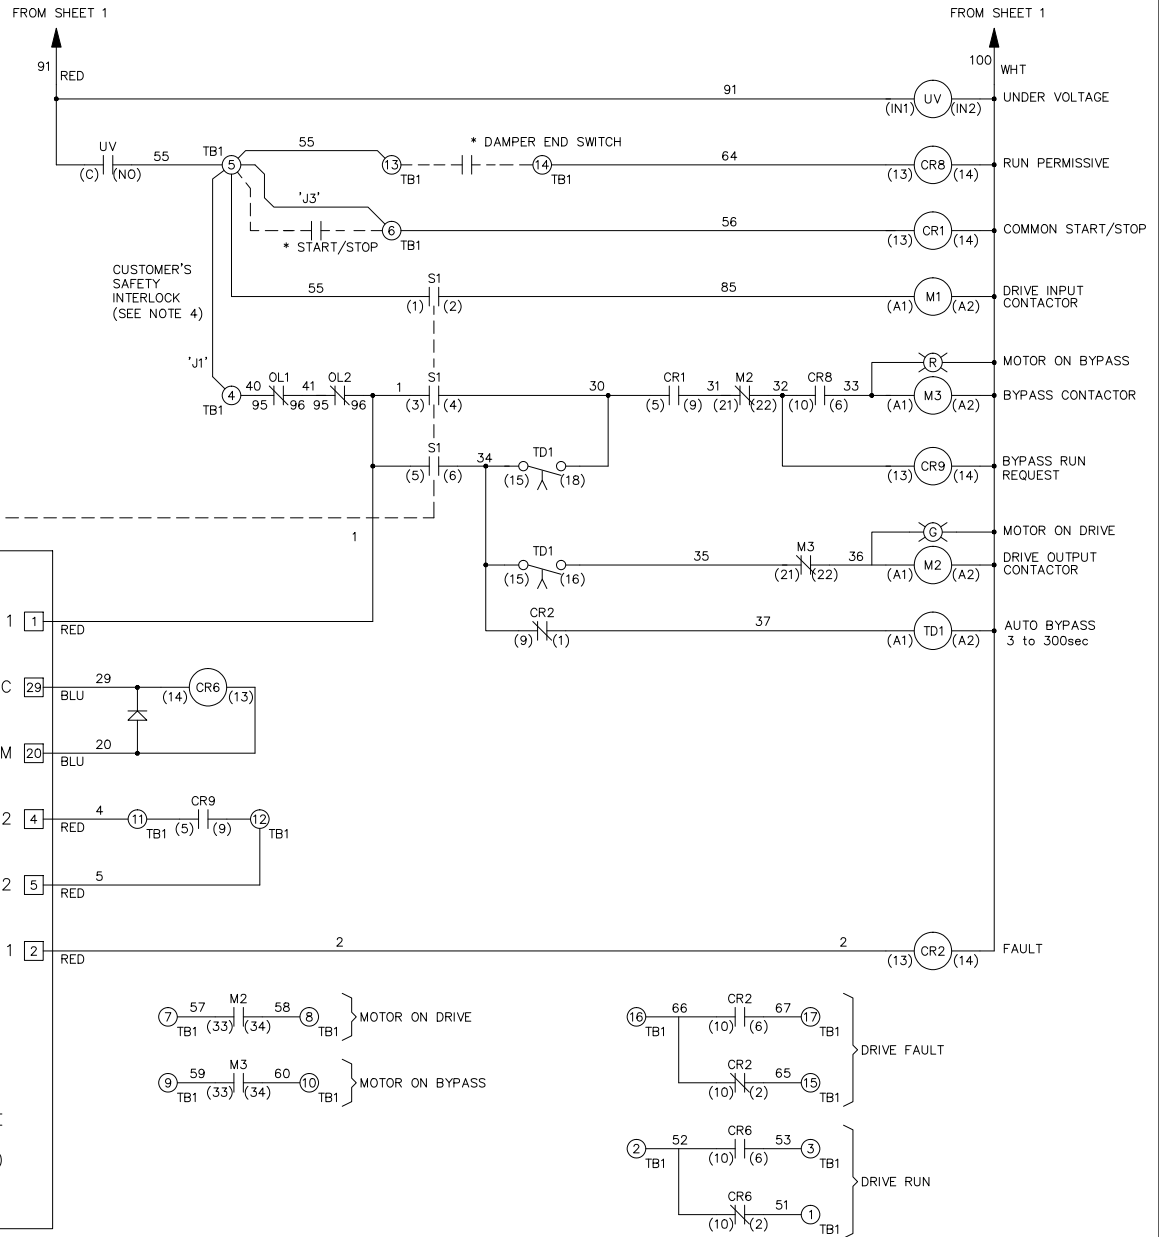 FROM SHEET 1
FROM SHEET 1
91
RED
100
WHT
91
(IN1) UV (IN2)
UNDER VOLTAGE
UV
(C) (NO)
55
TB1
5
55
13
TB1
* DAMPER END SWITCH
14
TB1
64
(13) CR8 (14)
RUN PERMISSIVE
'J3'
* START/STOP
6
TB1
56
(13) CR1 (14)
COMMON START/STOP
CUSTOMER'S
SAFETY
INTERLOCK
(SEE NOTE 4)
55
S1
(1) (2)
85
(A1) M1 (A2)
DRIVE INPUT
CONTACTOR
'J1'
R
MOTOR ON BYPASS
4
TB1
40
OL1
95 96
41
OL2
95 96
1
S1
(3) (4)
30
CR1
(5) (9)
31
M2
(21) (22)
32
CR8
(10) (6)
33
(A1) M3 (A2)
BYPASS CONTACTOR
S1
(5) (6)
34
TD1
(15) (18)
(13) CR9 (14)
BYPASS RUN
REQUEST
1
G
MOTOR ON DRIVE
TD1
(15) (16)
35
M3
(21) (22)
36
(A1) M2 (A2)
DRIVE OUTPUT
CONTACTOR
CR2
(9) (1)
37
(A1) TD1 (A2)
AUTO BYPASS
3 to 300sec
1 1
RED
C 29
BLU
29
(14) CR6 (13)
M 20
BLU
20
2 4
RED
4
11
TB1
CR9
(5) (9)
12
TB1
2 5
RED
5
1 2
RED
2
2
(13) CR2 (14)
FAULT
7
TB1
57
M2
(33) (34)
58
8
TB1
MOTOR ON DRIVE
9
TB1
59
M3
(33) (34)
60
10
TB1
MOTOR ON BYPASS
16
TB1
66
CR2
(10) (6)
67
17
TB1
CR2
(10) (2)
65
15
TB1
DRIVE FAULT
2
TB1
52
CR6
(10) (6)
53
3
TB1
CR6
(10) (2)
51
1
TB1
DRIVE RUN
)